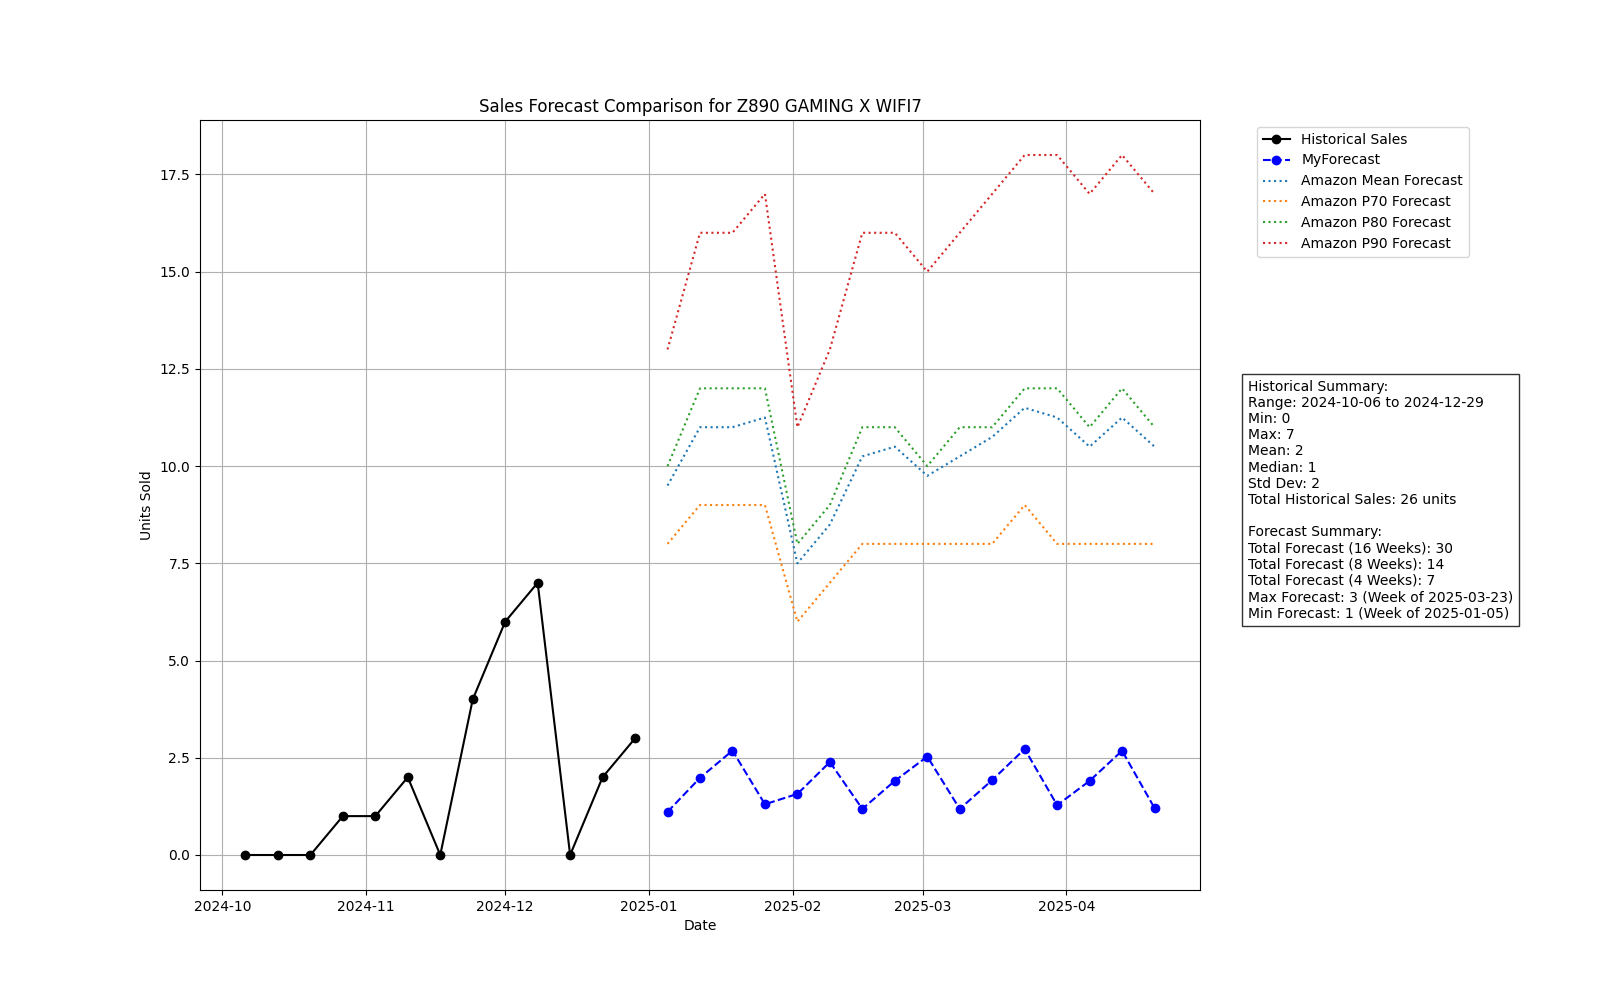 Sales Forecast Comparison for Z890 GAMING X WIFI7
Historical Sales
MyForecast
Amazon Mean Forecast
Amazon P70 Forecast
Amazon P80 Forecast
Amazon P90 Forecast
17.5
15.0
12.5
10.0
7.5
5.0
2.5
0.0
Units Sold
Historical Summary:
Range: 2024-10-06 to 2024-12-29
Min: 0
Max: 7
Mean: 2
Median: 1
Std Dev: 2
Total Historical Sales: 26 units
Forecast Summary:
Total Forecast (16 Weeks): 30
Total Forecast (8 Weeks): 14
Total Forecast (4 Weeks): 7
Max Forecast: 3 (Week of 2025-03-23)
Min Forecast: 1 (Week of 2025-01-05)
2024-10 2024-11 2024-12 2025-01 2025-02 2025-03 2025-04
Date